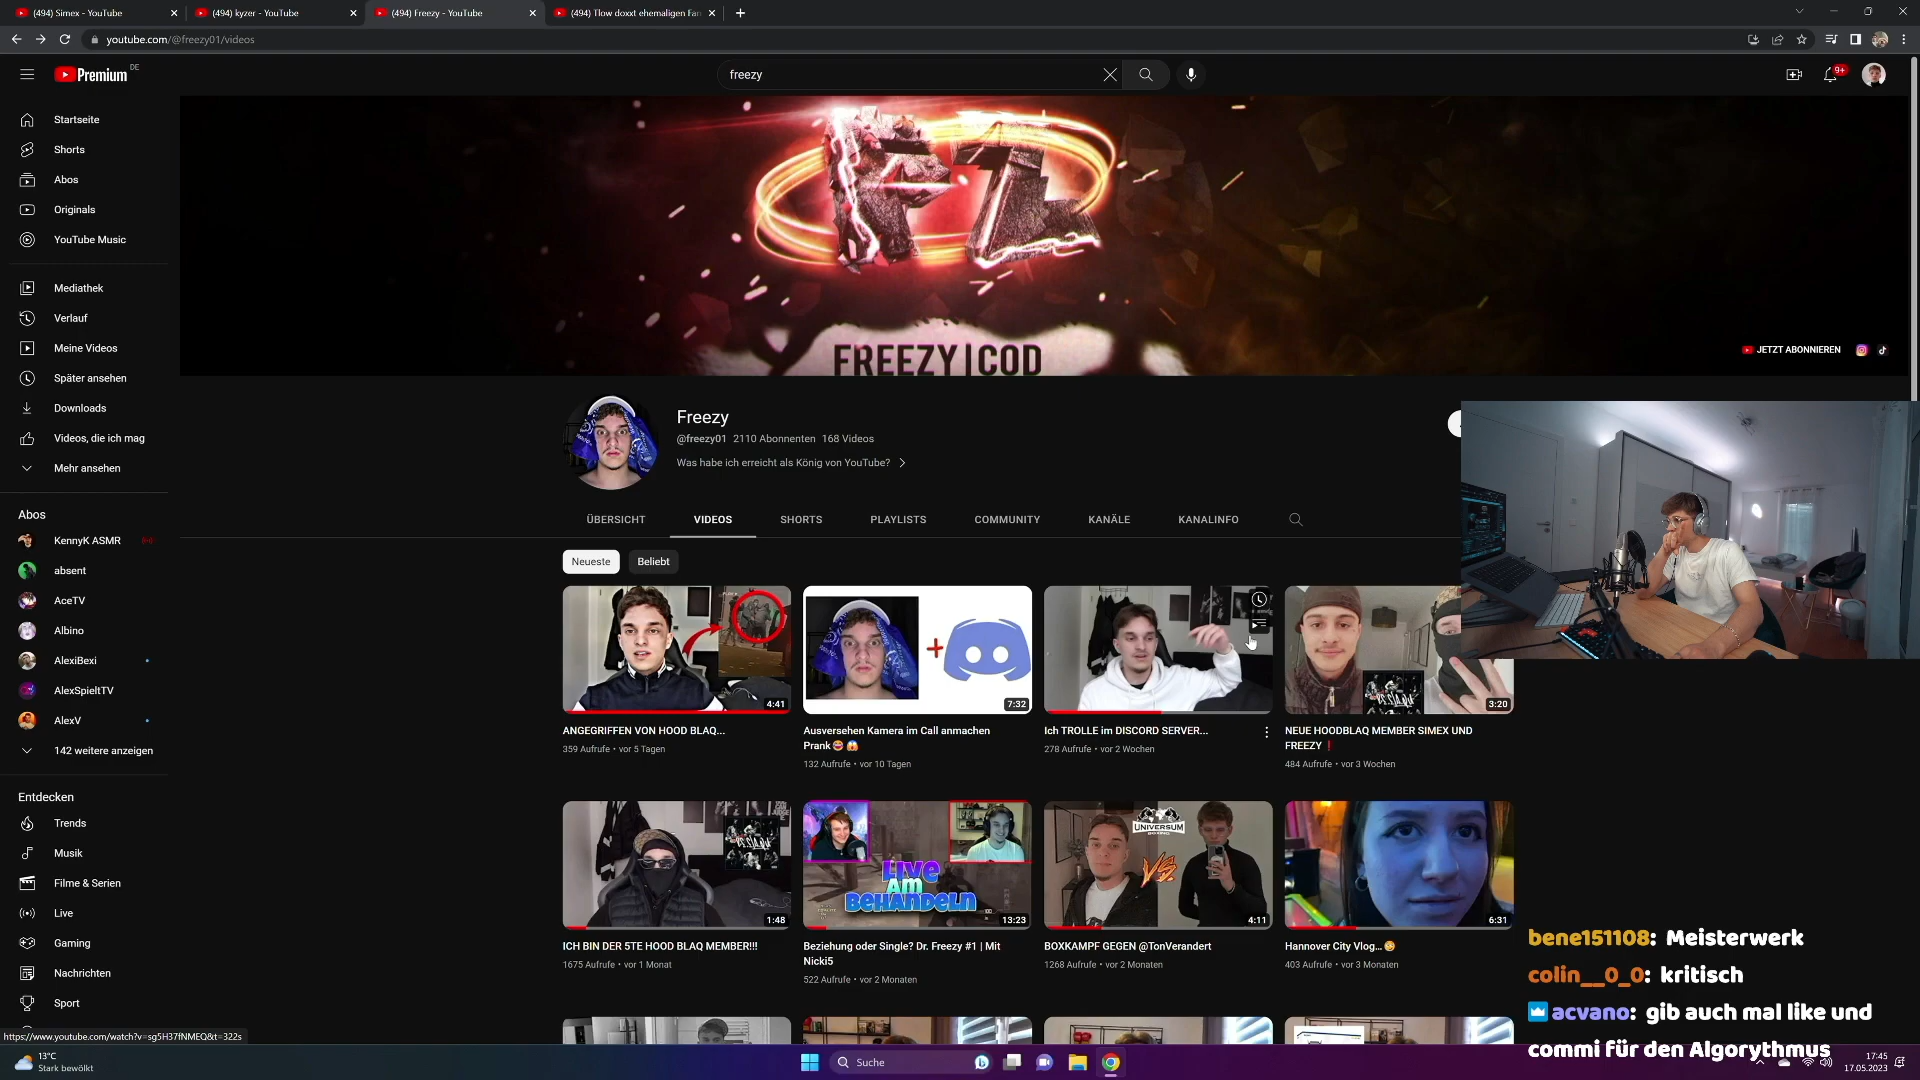 (494) Simex - YouTube
(494) kyzer - YouTube
(494) Freezy - YouTube
(494) Tlow doxxt ehemaligen Fan
youtube.com/@freezy01/videos
Premium DE
freezy
9+
Startseite
Shorts
Abos
Originals
YouTube Music
Mediathek
Verlauf
Meine Videos
Später ansehen
Downloads
Videos, die ich mag
Mehr ansehen
Abos
KennyK ASMR
absent
AceTV
Albino
AlexiBexi
AlexSpieltTV
AlexV
142 weitere anzeigen
Entdecken
Trends
Musik
Filme & Serien
Live
Gaming
Nachrichten
Sport
FZ
FREEZY|COD
JETZT ABONNIEREN
Freezy
@freezy01 2110 Abonnenten 168 Videos
Was habe ich erreicht als König von YouTube?
ÜBERSICHT
VIDEOS
SHORTS
PLAYLISTS
COMMUNITY
KANÄLE
KANALINFO
Neueste
Beliebt
4:41
7:32
3:20
ANGEGRIFFEN VON HOOD BLAQ...
359 Aufrufe • vor 5 Tagen
Ausversehen Kamera im Call anmachen
Prank🤩😱
132 Aufrufe • vor 10 Tagen
Ich TROLLE im DISCORD SERVER...
278 Aufrufe • vor 2 Wochen
NEUE HOODBLAQ MEMBER SIMEX UND
FREEZY❗
484 Aufrufe • vor 3 Wochen
1:48
LIVE
AM
BEHANDELN
13:23
UNIVERSUM
BOXING
VS
4:11
6:31
ICH BIN DER 5TE HOOD BLAQ MEMBER!!!
1675 Aufrufe • vor 1 Monat
Beziehung oder Single? Dr. Freezy #1 | Mit
Nicki5
522 Aufrufe • vor 2 Monaten
BOXKAMPF GEGEN @TonVerandert
1268 Aufrufe • vor 2 Monaten
Hannover City Vlog...😳
403 Aufrufe • vor 3 Monaten
bene151108: Meisterwerk
colin__0_0: kritisch
acvano: gib auch mal like und
commi für den Algorythmus
https://www.youtube.com/watch?v=sg5H37fNMEQ&t=322s
13°C
Stark bewölkt
Suche
17:45
17.05.2023